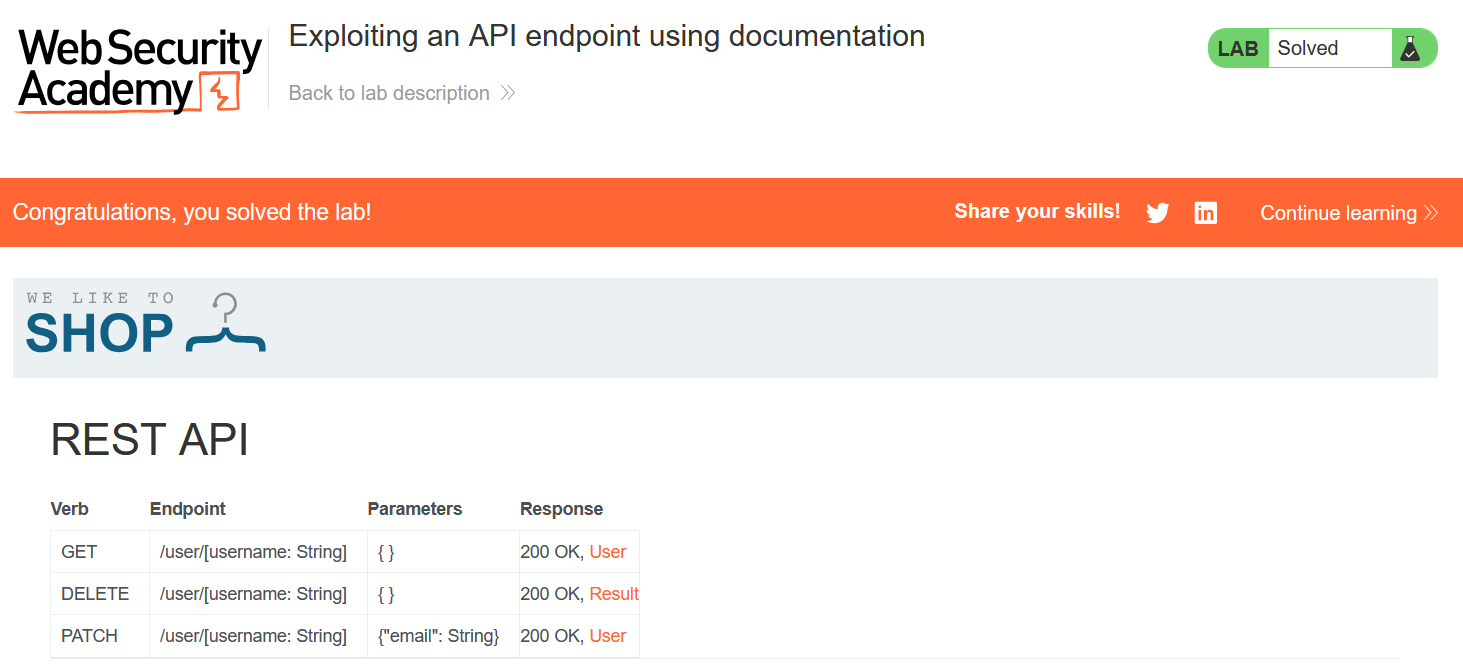 Web Security
Academy
Exploiting an API endpoint using documentation
Back to lab description
LAB Solved
Congratulations, you solved the lab!
Share your skills!
Continue learning
WE LIKE TO
SHOP
REST API
Verb Endpoint Parameters Response
GET /user/[username: String] { } 200 OK, User
DELETE /user/[username: String] { } 200 OK, Result
PATCH /user/[username: String] {"email": String} 200 OK, User